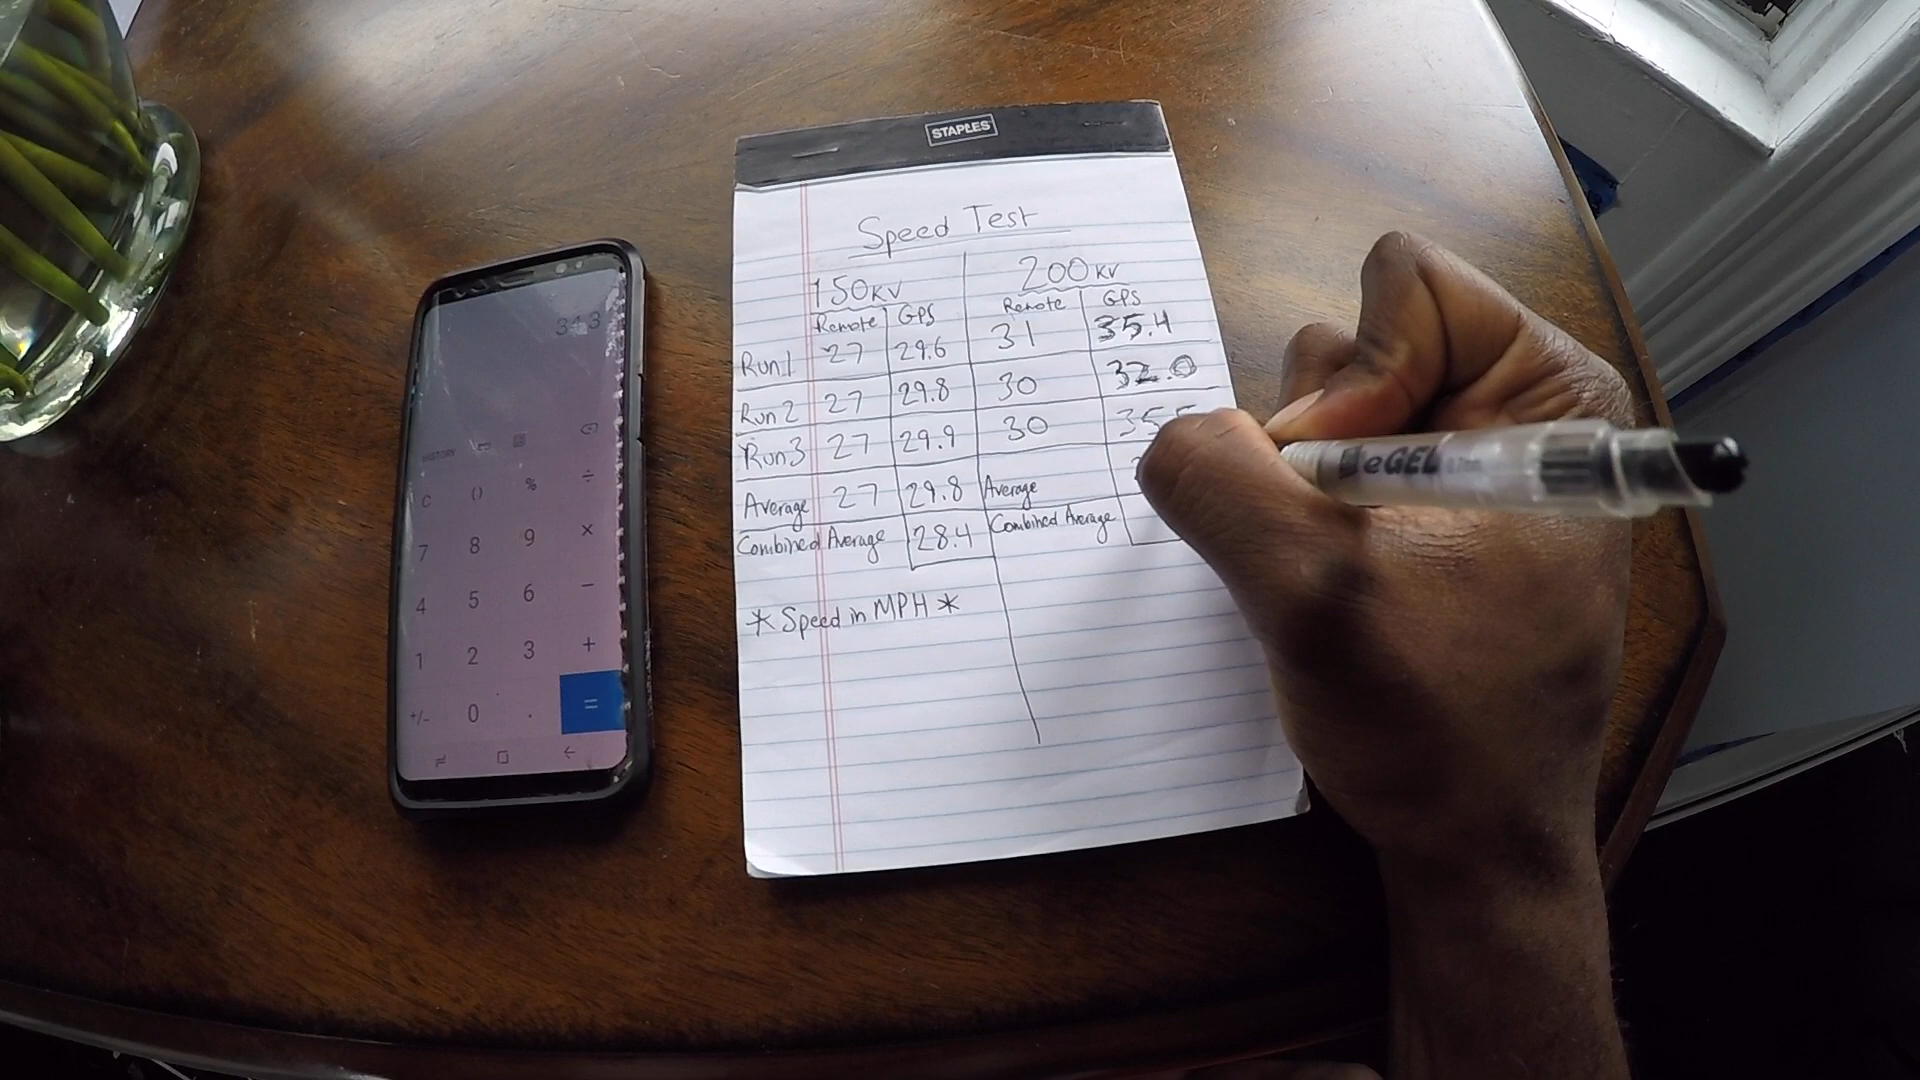 STAPLES
Speed Test
150KV 200KV
Remote GPS Remote GPS
Run 1 27 29.6 31 35.4
Run 2 27 29.8 30 32.0
Run 3 27 29.9 30
Average 27 29.8 Average
Combined Average 28.4 Combined Average
* Speed in MPH *
34.3
HISTORY
C () % ÷
7 8 9 ×
4 5 6 −
1 2 3 +
+/− 0 . =
eGEL